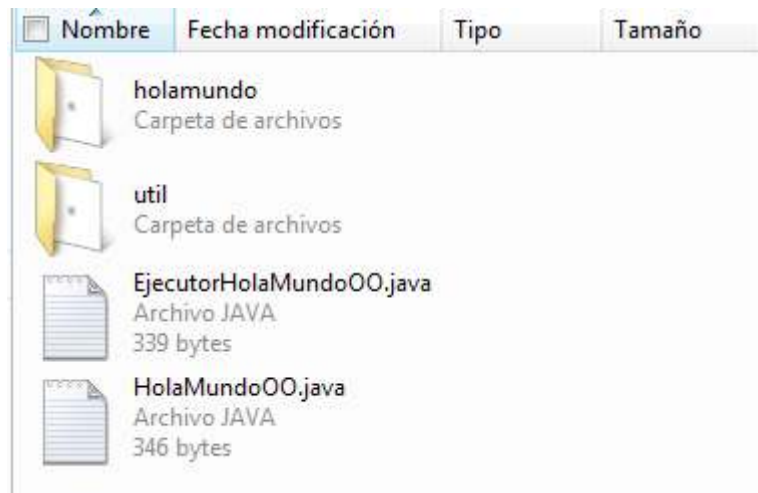 Nombre Fecha modificación Tipo Tamaño
holamundo
Carpeta de archivos
util
Carpeta de archivos
EjecutorHolaMundoOO.java
Archivo JAVA
339 bytes
HolaMundoOO.java
Archivo JAVA
346 bytes